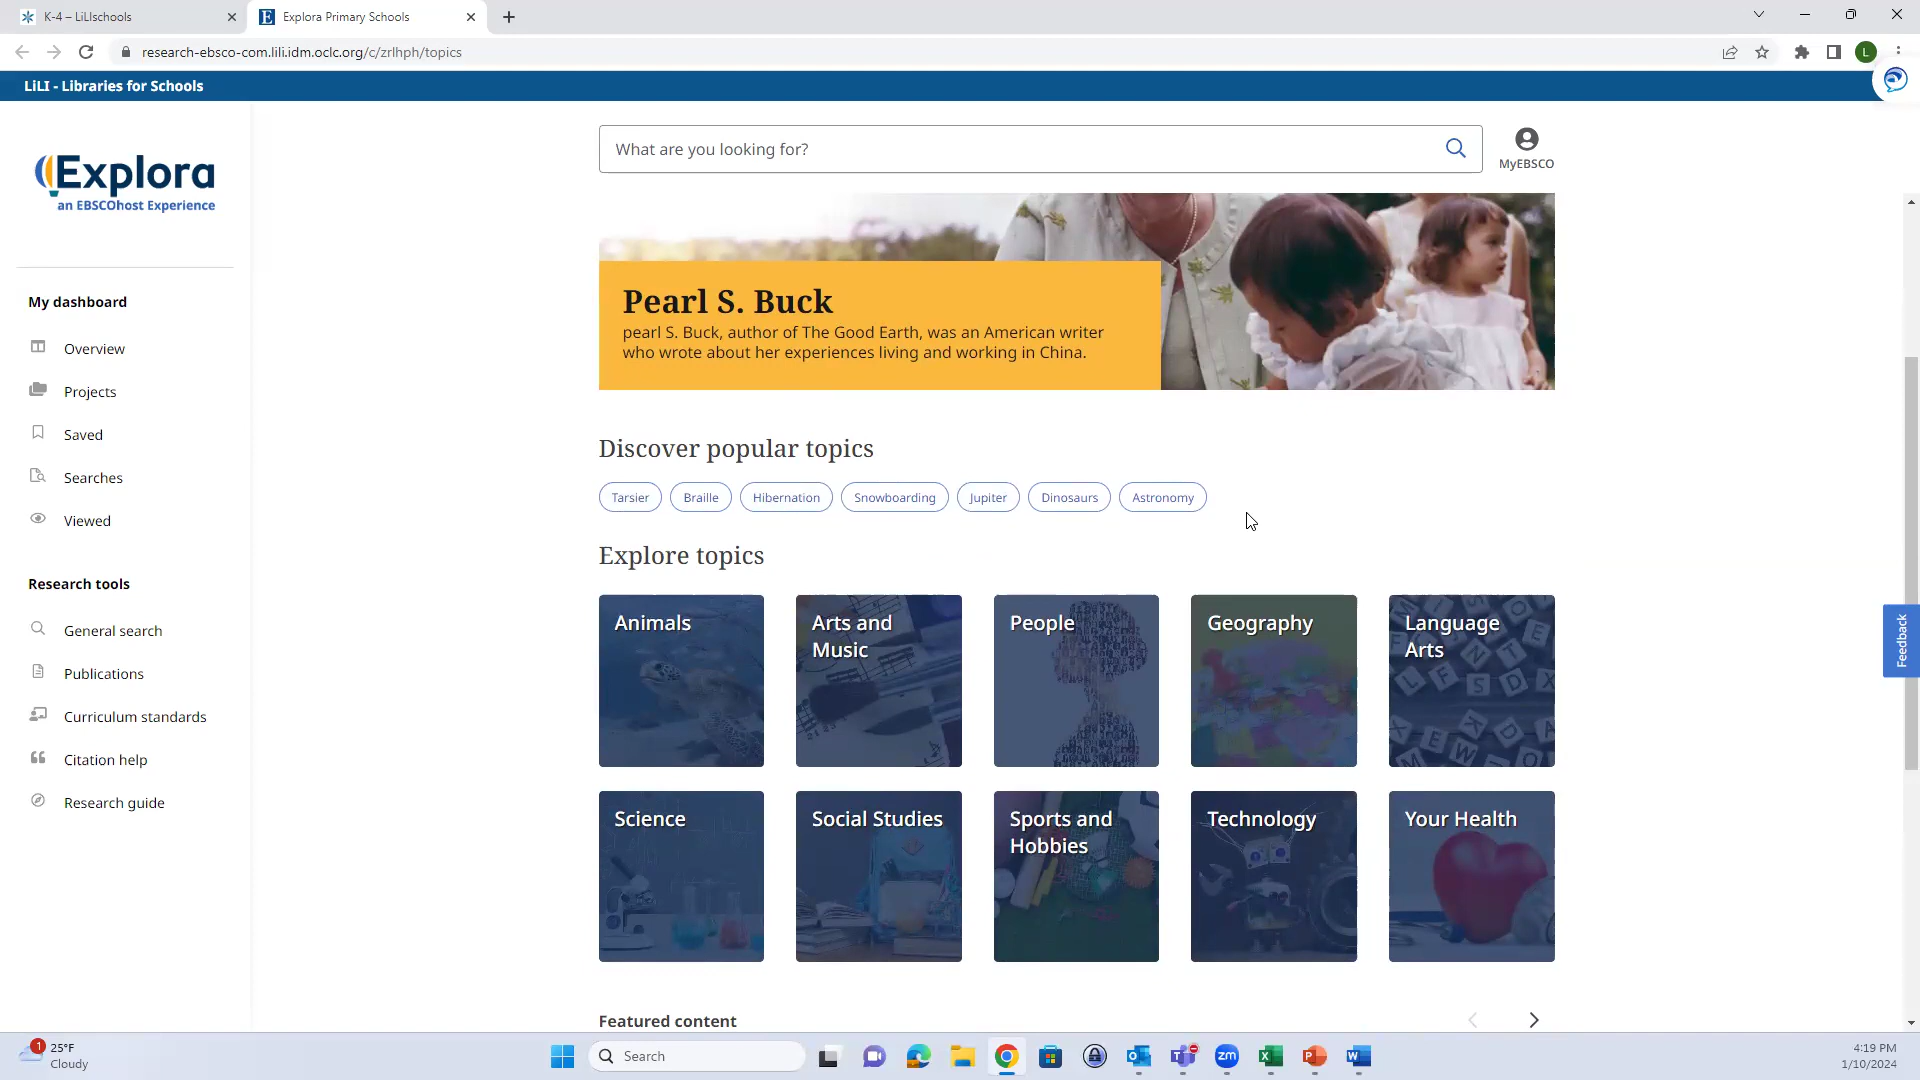 K-4 – LiLIschools
Explora Primary Schools
research-ebsco-com.lili.idm.oclc.org/c/zrlhph/topics
L
LiLI - Libraries for Schools
Explora
an EBSCOhost Experience
What are you looking for?
MyEBSCO
My dashboard
Overview
Projects
Saved
Searches
Viewed
Research tools
General search
Publications
Curriculum standards
Citation help
Research guide
Pearl S. Buck
pearl S. Buck, author of The Good Earth, was an American writer
who wrote about her experiences living and working in China.
Discover popular topics
Tarsier Braille Hibernation Snowboarding Jupiter Dinosaurs Astronomy
Explore topics
Animals
Arts and
Music
People
Geography
Language
Arts
Science
Social Studies
Sports and
Hobbies
Technology
Your Health
Featured content
Feedback
1
25°F
Cloudy
Search
zm
4:19 PM
1/10/2024